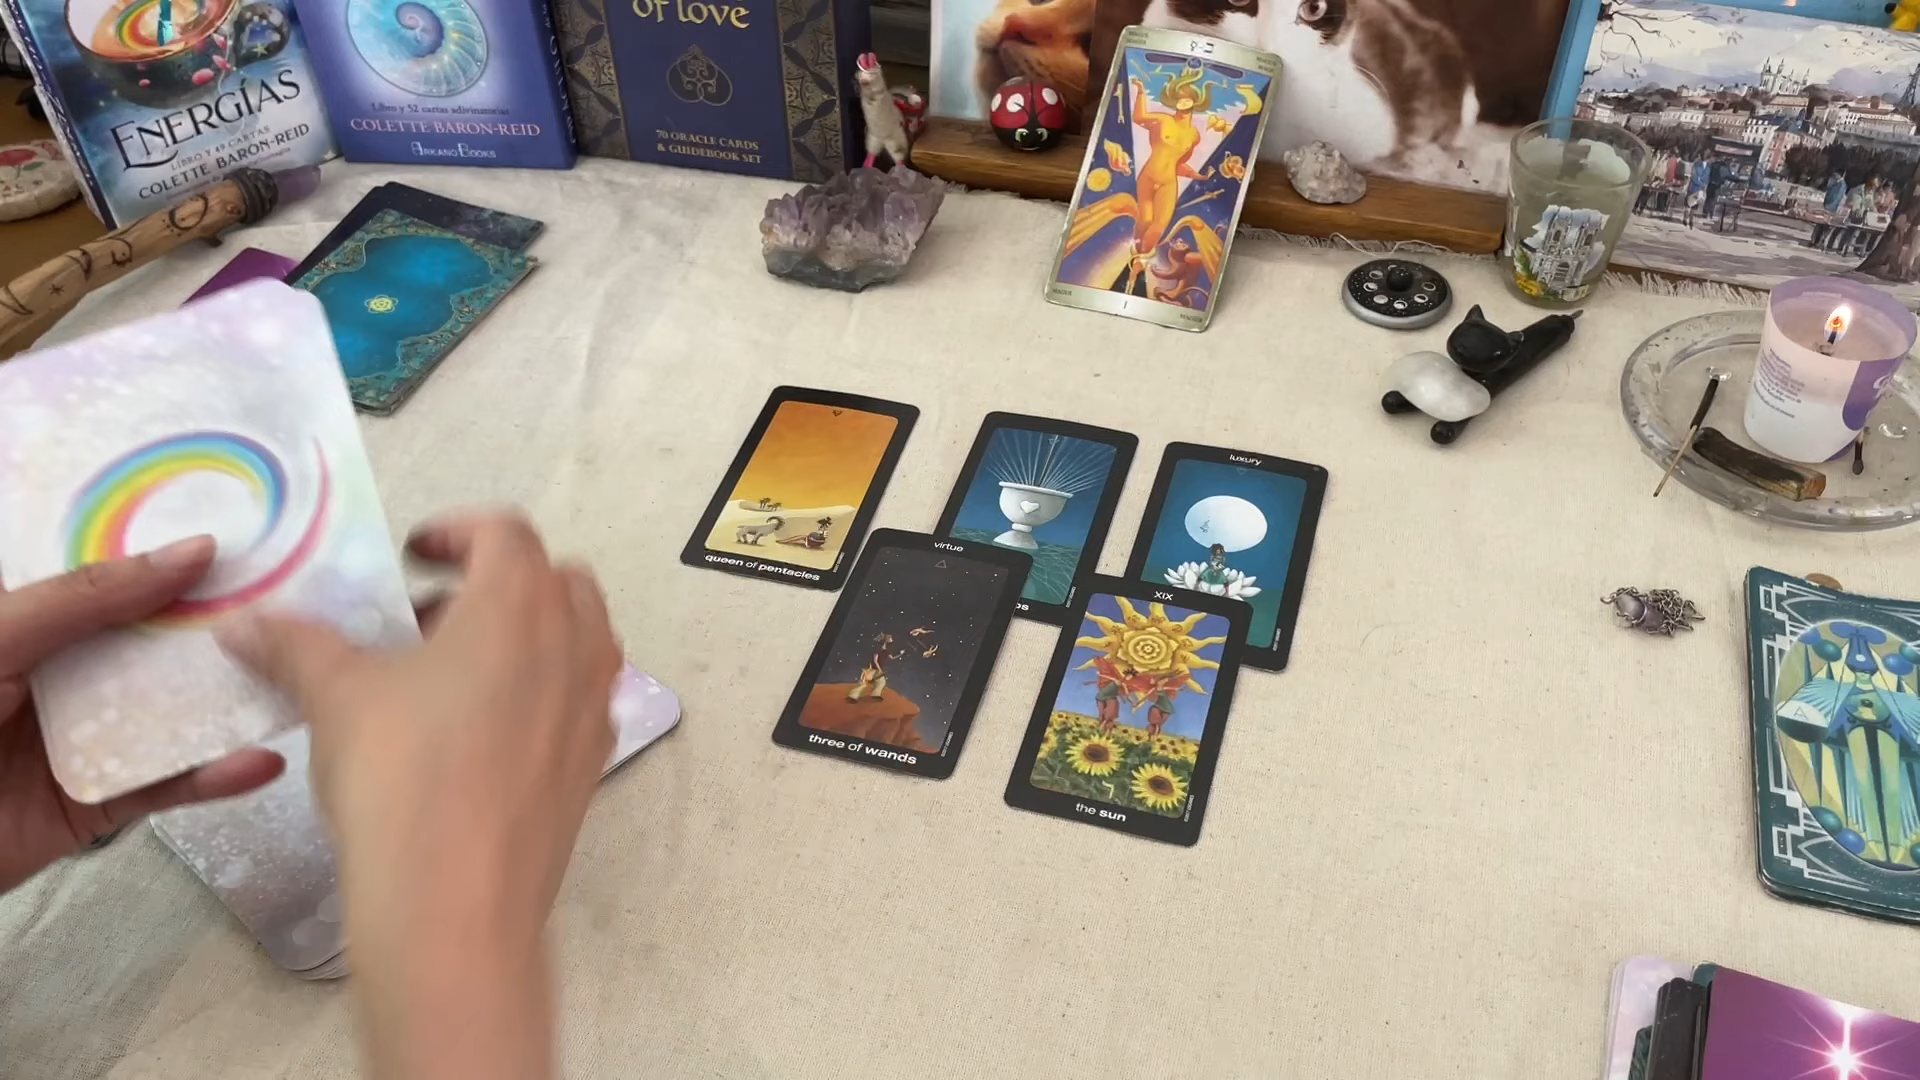 ENERGÍAS
LIBRO Y 49 CARTAS
COLETTE BARON-REID
Libro y 52 cartas adivinatorias
COLETTE BARON-REID
ARKANO BOOKS
of love
70 ORACLE CARDS
& GUIDEBOOK SET
MAGUS
I
queen of pentacles
luxury
virtue
three of wands
XIX
the sun